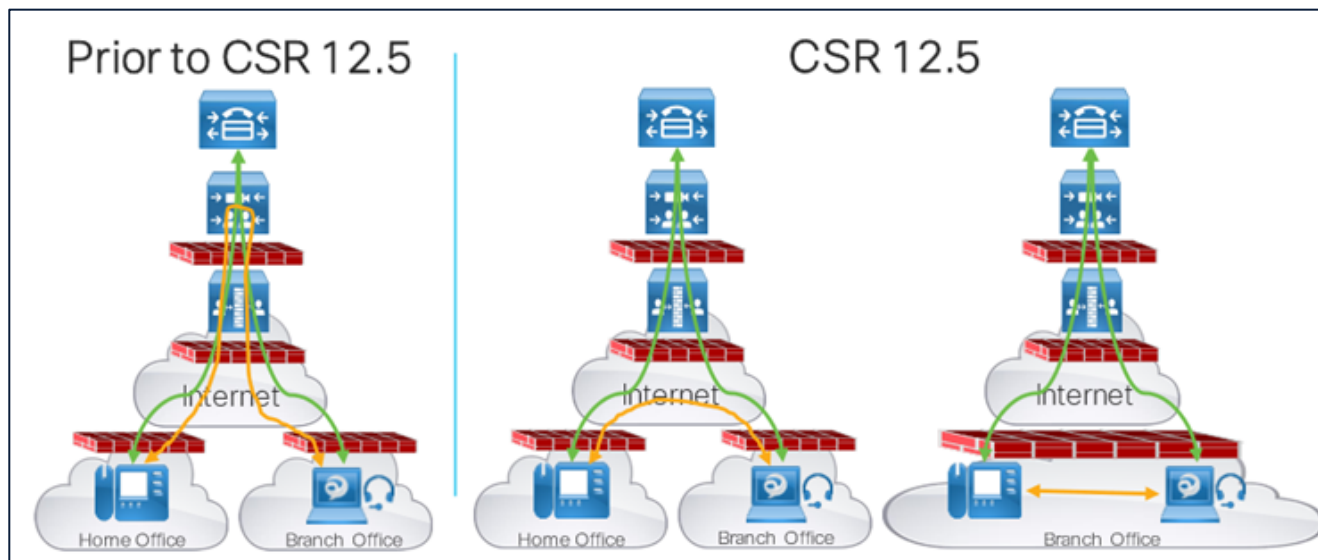 Prior to CSR 12.5
CSR 12.5
Internet
Internet
Internet
Home Office
Branch Office
Home Office
Branch Office
Branch Office